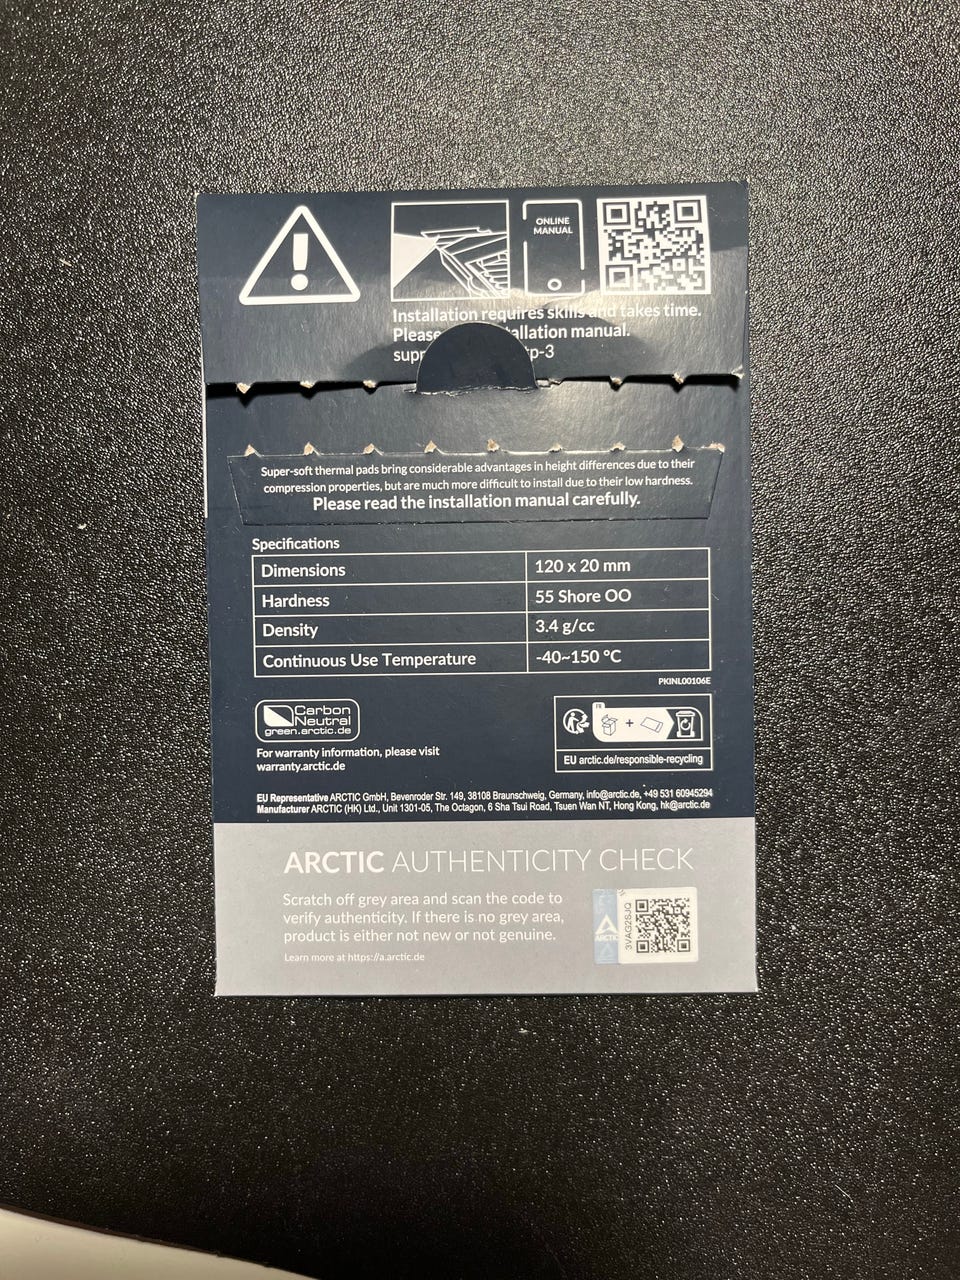 ONLINE
MANUAL
Installation requires skills and takes time.
Please installation manual.
tp-3
Super-soft thermal pads bring considerable advantages in height differences due to their
compression properties, but are much more difficult to install due to their low hardness.
Please read the installation manual carefully.
Specifications
Dimensions 120 x 20 mm
Hardness 55 Shore OO
Density 3.4 g/cc
Continuous Use Temperature -40~150 °C
PKINL00106E
Carbon
Neutral
green.arctic.de
FR
+
For warranty information, please visit
warranty.arctic.de
EU arctic.de/responsible-recycling
EU Representative ARCTIC GmbH, Bevenroder Str. 149, 38108 Braunschweig, Germany, info@arctic.de, +49 531 60945294
Manufacturer ARCTIC (HK) Ltd., Unit 1301-05, The Octagon, 6 Sha Tsui Road, Tsuen Wan NT, Hong Kong, hk@arctic.de
ARCTIC AUTHENTICITY CHECK
Scratch off grey area and scan the code to
verify authenticity. If there is no grey area,
product is either not new or not genuine.
Learn more at https://a.arctic.de
ARCTIC
3VAG2SJQ